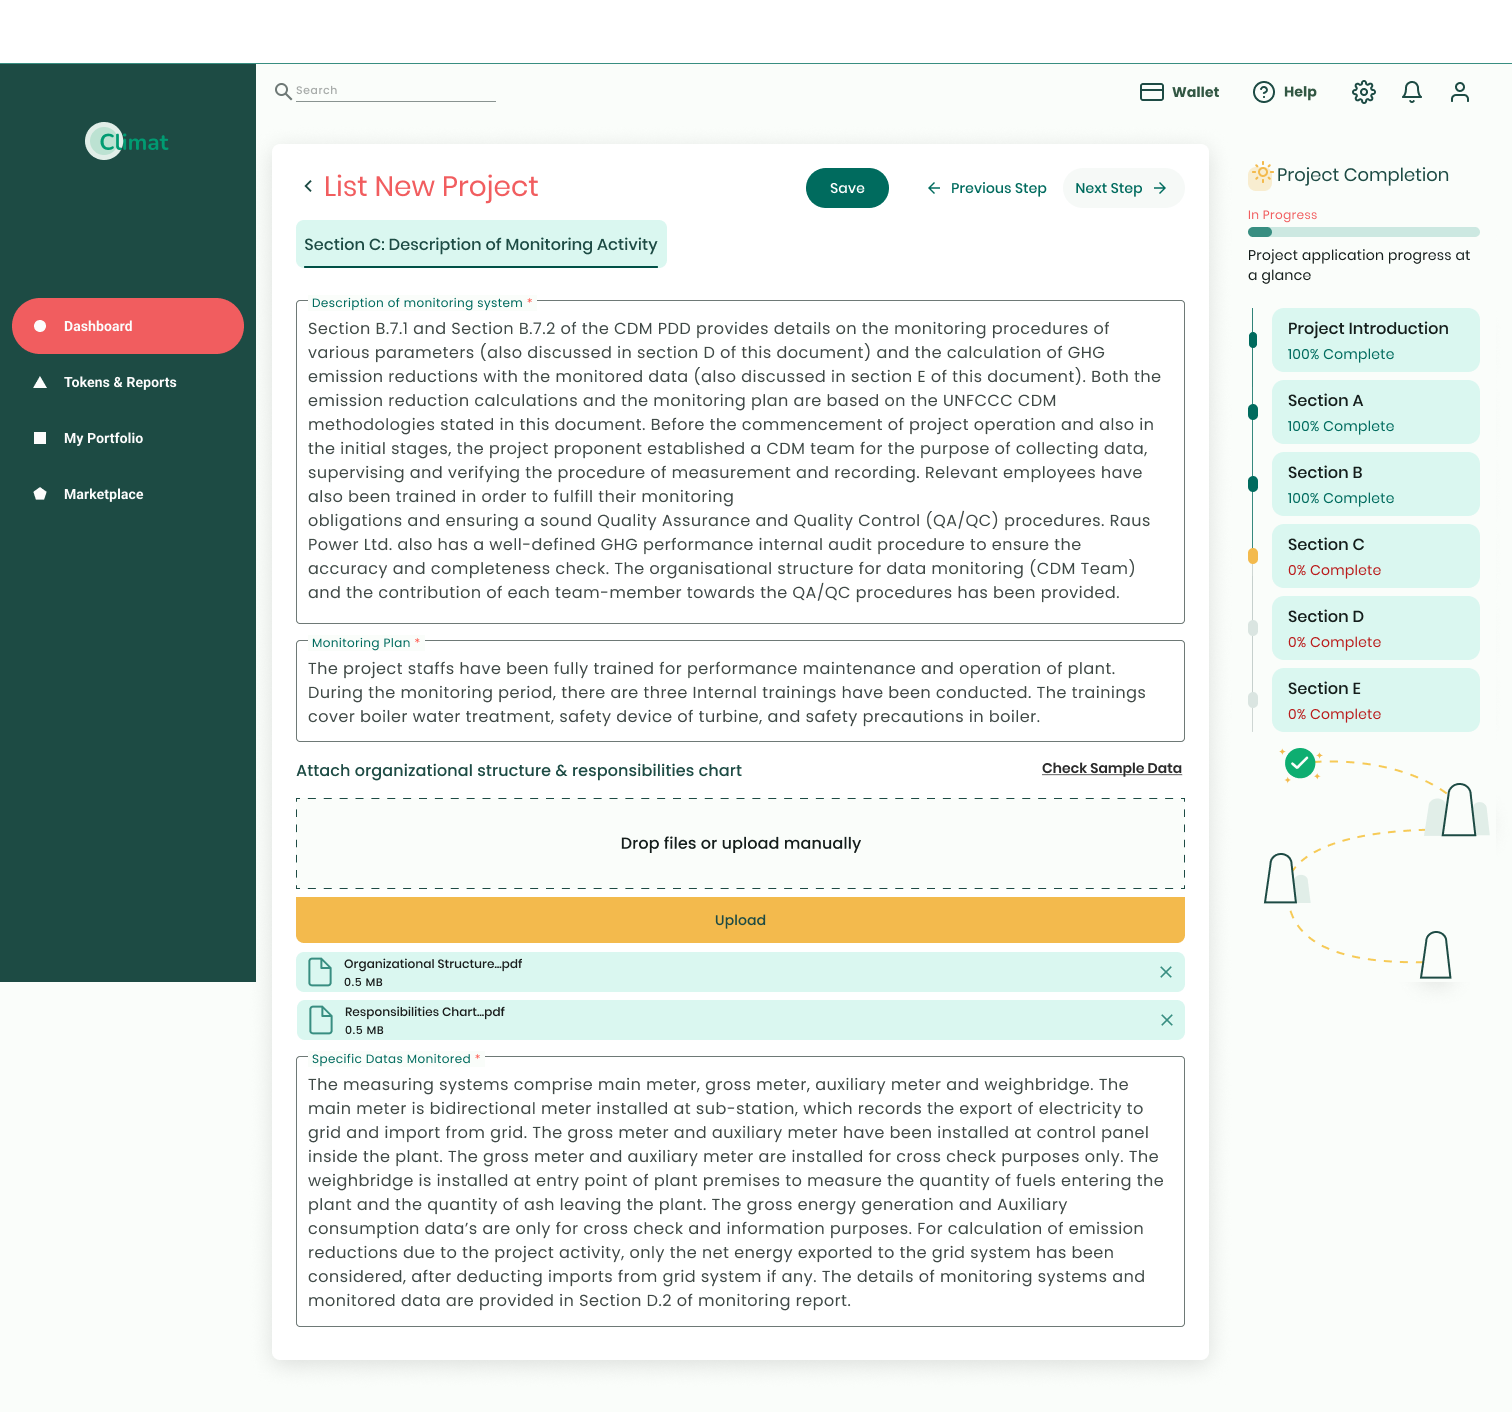 Search
Wallet
Help
Climat
Dashboard
Tokens & Reports
My Portfolio
Marketplace
List New Project
Save
Previous Step
Next Step
Section C: Description of Monitoring Activity
Description of monitoring system *
Section B.7.1 and Section B.7.2 of the CDM PDD provides details on the monitoring procedures of
various parameters (also discussed in section D of this document) and the calculation of GHG
emission reductions with the monitored data (also discussed in section E of this document). Both the
emission reduction calculations and the monitoring plan are based on the UNFCCC CDM
methodologies stated in this document. Before the commencement of project operation and also in
the initial stages, the project proponent established a CDM team for the purpose of collecting data,
supervising and verifying the procedure of measurement and recording. Relevant employees have
also been trained in order to fulfill their monitoring
obligations and ensuring a sound Quality Assurance and Quality Control (QA/QC) procedures. Raus
Power Ltd. also has a well-defined GHG performance internal audit procedure to ensure the
accuracy and completeness check. The organisational structure for data monitoring (CDM Team)
and the contribution of each team-member towards the QA/QC procedures has been provided.
Monitoring Plan *
The project staffs have been fully trained for performance maintenance and operation of plant.
During the monitoring period, there are three Internal trainings have been conducted. The trainings
cover boiler water treatment, safety device of turbine, and safety precautions in boiler.
Attach organizational structure & responsibilities chart
Check Sample Data
Drop files or upload manually
Upload
Organizational Structure...pdf
0.5 MB
Responsibilities Chart...pdf
0.5 MB
Specific Datas Monitored *
The measuring systems comprise main meter, gross meter, auxiliary meter and weighbridge. The
main meter is bidirectional meter installed at sub-station, which records the export of electricity to
grid and import from grid. The gross meter and auxiliary meter have been installed at control panel
inside the plant. The gross meter and auxiliary meter are installed for cross check purposes only. The
weighbridge is installed at entry point of plant premises to measure the quantity of fuels entering the
plant and the quantity of ash leaving the plant. The gross energy generation and Auxiliary
consumption data’s are only for cross check and information purposes. For calculation of emission
reductions due to the project activity, only the net energy exported to the grid system has been
considered, after deducting imports from grid system if any. The details of monitoring systems and
monitored data are provided in Section D.2 of monitoring report.
Project Completion
In Progress
Project application progress at
a glance
Project Introduction
100% Complete
Section A
100% Complete
Section B
100% Complete
Section C
0% Complete
Section D
0% Complete
Section E
0% Complete